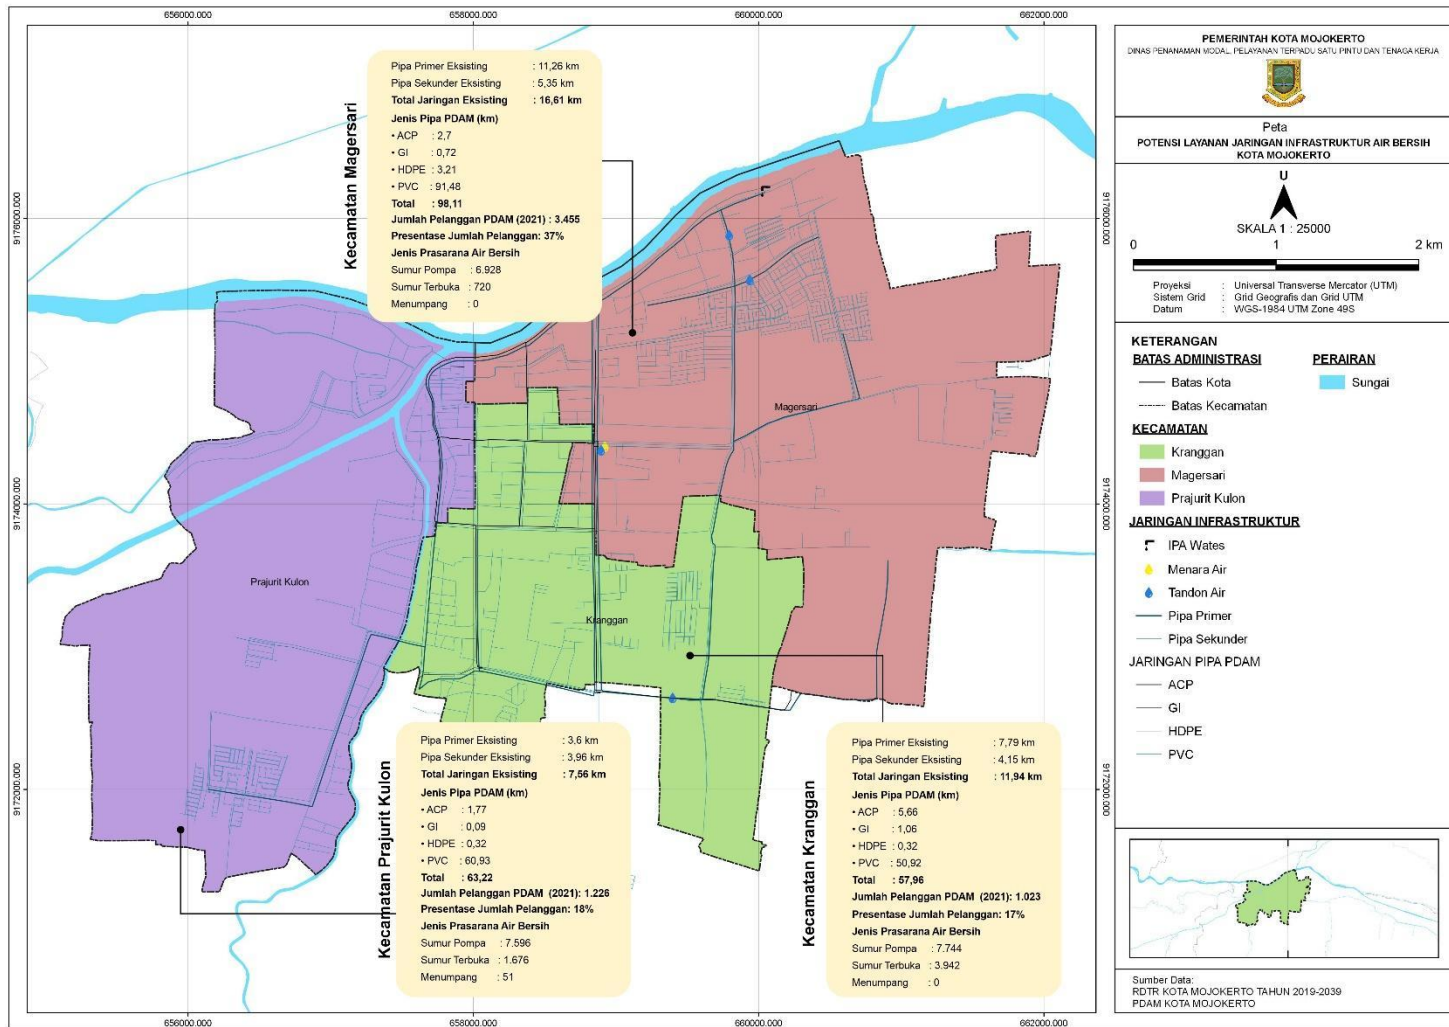 656000.000
658000.000
660000.000
662000.000
9176000.000
9174000.000
9172000.000
9176000.000
9174000.000
9172000.000
656000.000
658000.000
660000.000
662000.000
Kecamatan Magersari
Pipa Primer Eksisting : 11,26 km
Pipa Sekunder Eksisting : 5,35 km
Total Jaringan Eksisting : 16,61 km
Jenis Pipa PDAM (km)
• ACP : 2,7
• GI : 0,72
• HDPE : 3,21
• PVC : 91,48
Total : 98,11
Jumlah Pelanggan PDAM (2021) : 3.455
Presentase Jumlah Pelanggan: 37%
Jenis Prasarana Air Bersih
Sumur Pompa : 6.928
Sumur Terbuka : 720
Menumpang : 0
Magersari
Prajurit Kulon
Kranggan
Kecamatan Prajurit Kulon
Pipa Primer Eksisting : 3,6 km
Pipa Sekunder Eksisting : 3,96 km
Total Jaringan Eksisting : 7,56 km
Jenis Pipa PDAM (km)
• ACP : 1,77
• GI : 0,09
• HDPE : 0,32
• PVC : 60,93
Total : 63,22
Jumlah Pelanggan PDAM (2021): 1.226
Presentase Jumlah Pelanggan: 18%
Jenis Prasarana Air Bersih
Sumur Pompa : 7.596
Sumur Terbuka : 1.676
Menumpang : 51
Kecamatan Kranggan
Pipa Primer Eksisting : 7,79 km
Pipa Sekunder Eksisting : 4,15 km
Total Jaringan Eksisting : 11,94 km
Jenis Pipa PDAM (km)
• ACP : 5,66
• GI : 1,06
• HDPE : 0,32
• PVC : 50,92
Total : 57,96
Jumlah Pelanggan PDAM (2021): 1.023
Presentase Jumlah Pelanggan: 17%
Jenis Prasarana Air Bersih
Sumur Pompa : 7.744
Sumur Terbuka : 3.942
Menumpang : 0
PEMERINTAH KOTA MOJOKERTO
DINAS PENANAMAN MODAL, PELAYANAN TERPADU SATU PINTU DAN TENAGA KERJA
Peta
POTENSI LAYANAN JARINGAN INFRASTRUKTUR AIR BERSIH
KOTA MOJOKERTO
U
SKALA 1 : 25000
0 1 2 km
Proyeksi : Universal Transverse Mercator (UTM)
Sistem Grid : Grid Geografis dan Grid UTM
Datum : WGS-1984 UTM Zone 49S
KETERANGAN
BATAS ADMINISTRASI
Batas Kota
Batas Kecamatan
PERAIRAN
Sungai
KECAMATAN
Kranggan
Magersari
Prajurit Kulon
JARINGAN INFRASTRUKTUR
IPA Wates
Menara Air
Tandon Air
Pipa Primer
Pipa Sekunder
JARINGAN PIPA PDAM
ACP
GI
HDPE
PVC
Sumber Data:
RDTR KOTA MOJOKERTO TAHUN 2019-2039
PDAM KOTA MOJOKERTO